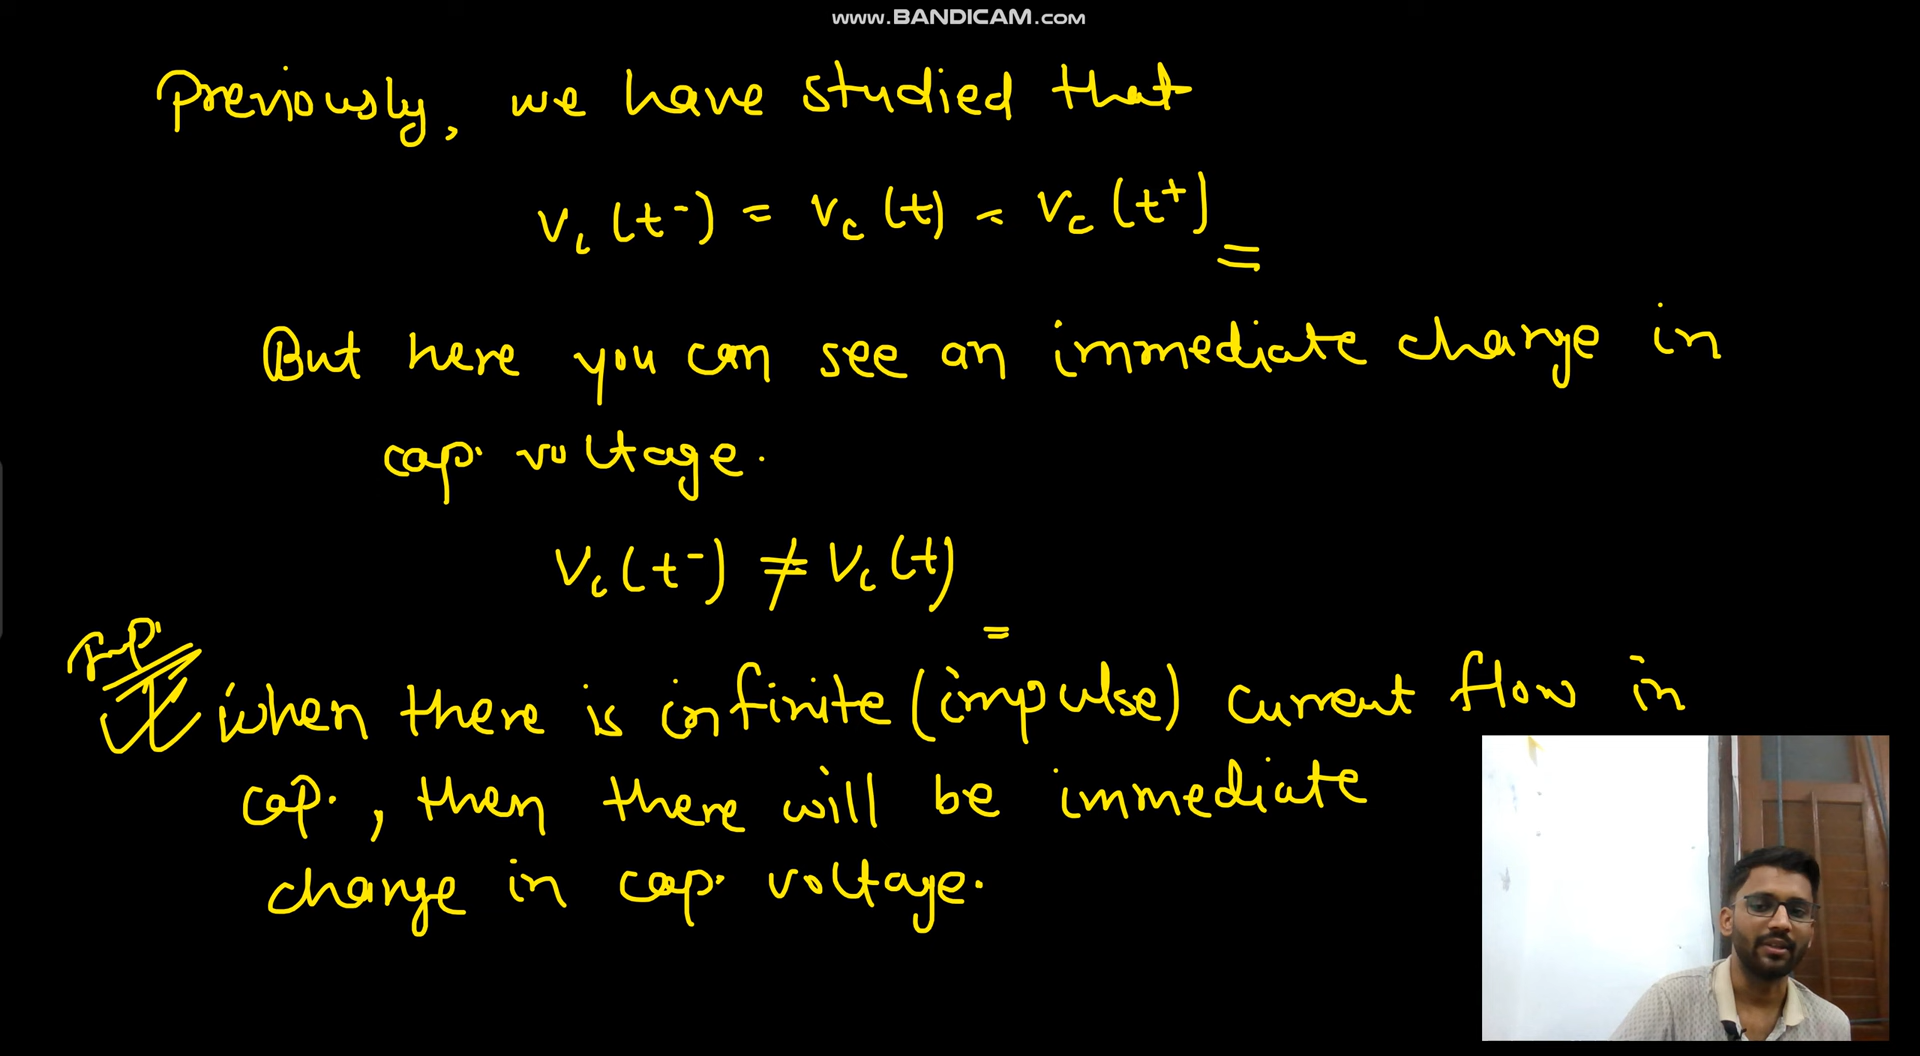 www.BANDICAM.com
Previously, we have studied that
Vc (t-) = Vc (t) = Vc (t+)
But here you can see an immediate change in
cap. voltage.
Vc (t-) ≠ Vc (t)
Imp.
when there is infinite (impulse) current flow in
cap., then there will be immediate
change in cap. voltage.